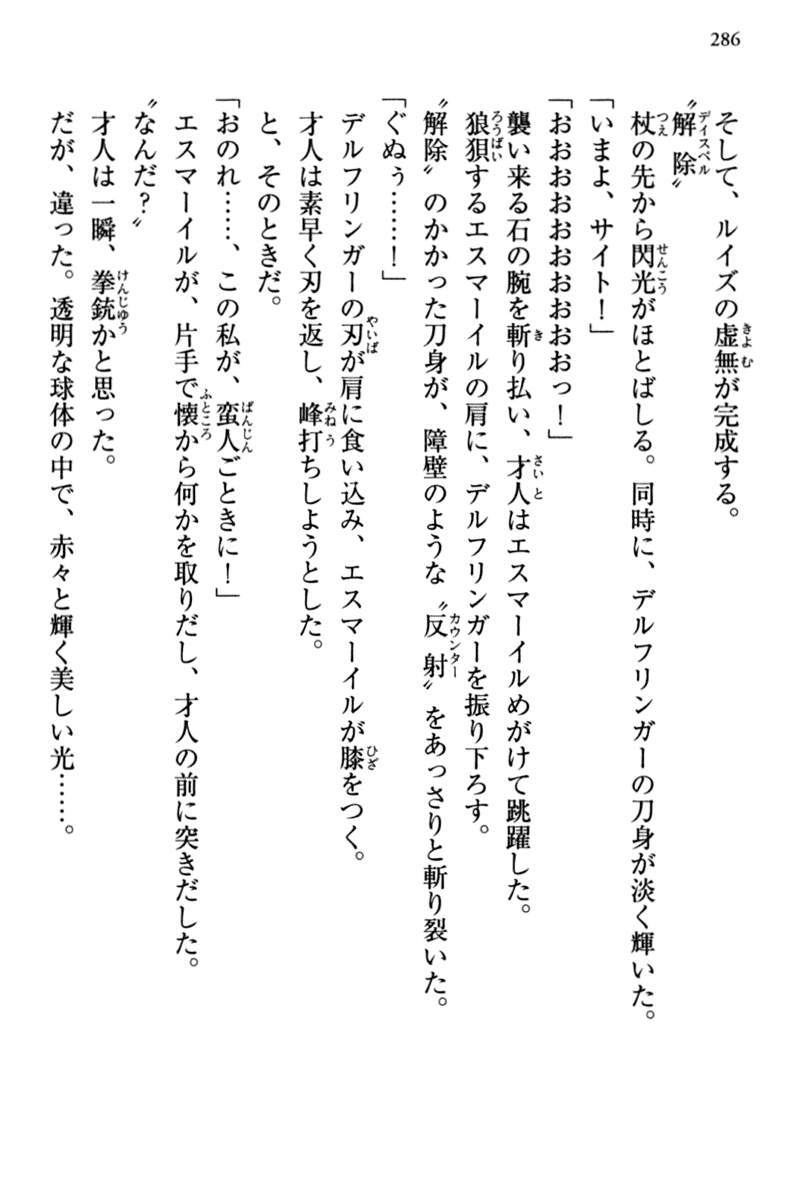 286
そして、ルイズの虚無が完成する。
〝解除〟
杖の先から閃光がほとばしる。同時に、デルフリンガーの刀身が淡く輝いた。
「いまよ、サイト！」
「おおおおおおおおおおっ！」
襲い来る石の腕を斬り払い、才人はエスマーイルめがけて跳躍した。
狼狽するエスマーイルの肩に、デルフリンガーを振り下ろす。
〝解除〟のかかった刀身が、障壁のような〝反射〟をあっさりと斬り裂いた。
「ぐぬぅ……！」
デルフリンガーの刃が肩に食い込み、エスマーイルが膝をつく。
才人は素早く刃を返し、峰打ちしようとした。
と、そのときだ。
「おのれ……、この私が、蛮人ごときに！」
エスマーイルが、片手で懐から何かを取りだし、才人の前に突きだした。
〝なんだ？〟
才人は一瞬、拳銃かと思った。
だが、違った。透明な球体の中で、赤々と輝く美しい光……。